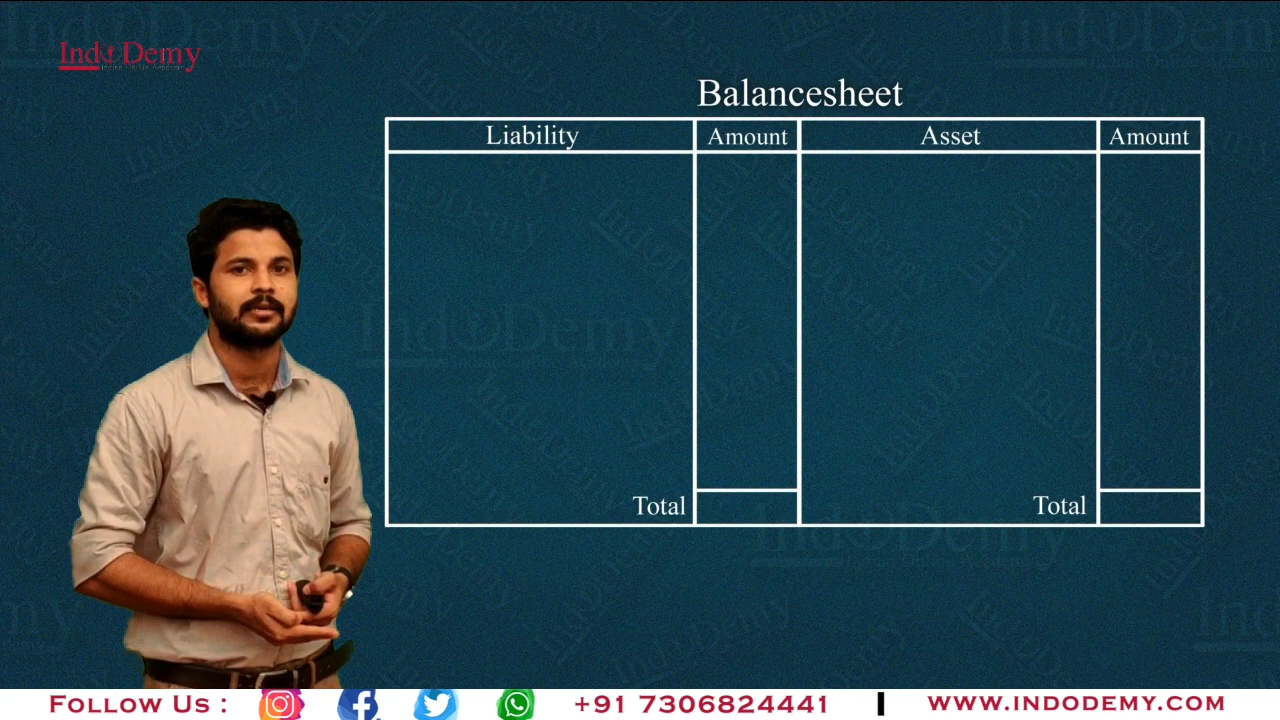 IndoDemy
Balancesheet
Liability Amount Asset Amount
Total Total
Follow Us : +91 7306824441 | www.indodemy.com